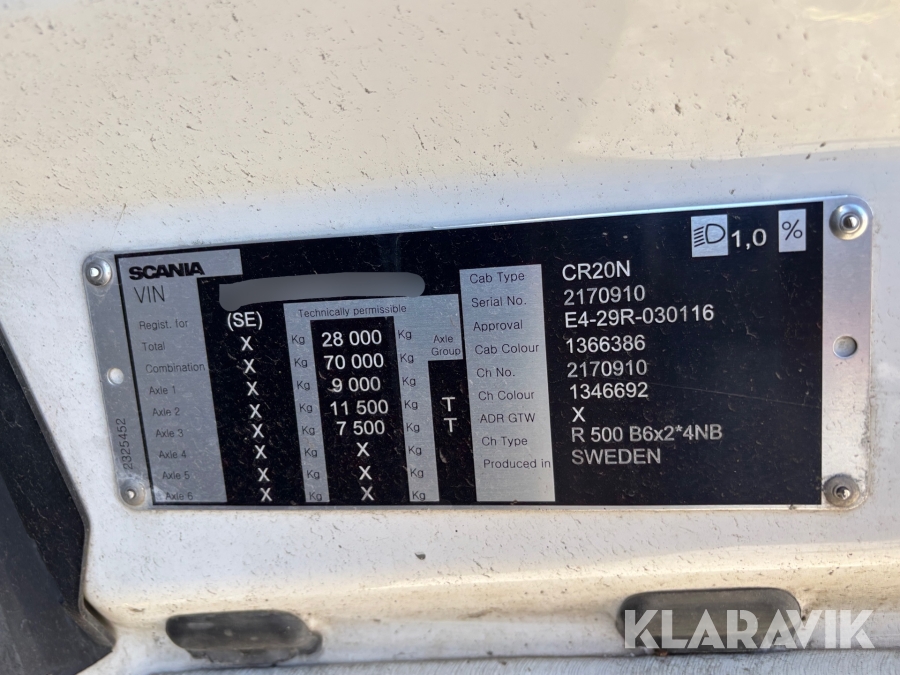 SCANIA
VIN
1,0 %
Regist. for (SE) Technically permissible
Total X Kg 28 000 Kg Axle Group
Combination X Kg 70 000 Kg
Axle 1 X Kg 9 000 Kg
Axle 2 X Kg 11 500 Kg T
Axle 3 X Kg 7 500 Kg T
Axle 4 X Kg X Kg
Axle 5 X Kg X Kg
Axle 6 X Kg X Kg
2325452
Cab Type CR20N
Serial No. 2170910
Approval E4-29R-030116
Cab Colour 1366386
Ch No. 2170910
Ch Colour 1346692
ADR GTW X
Ch Type R 500 B6x2*4NB
Produced in SWEDEN
KLARAVIK